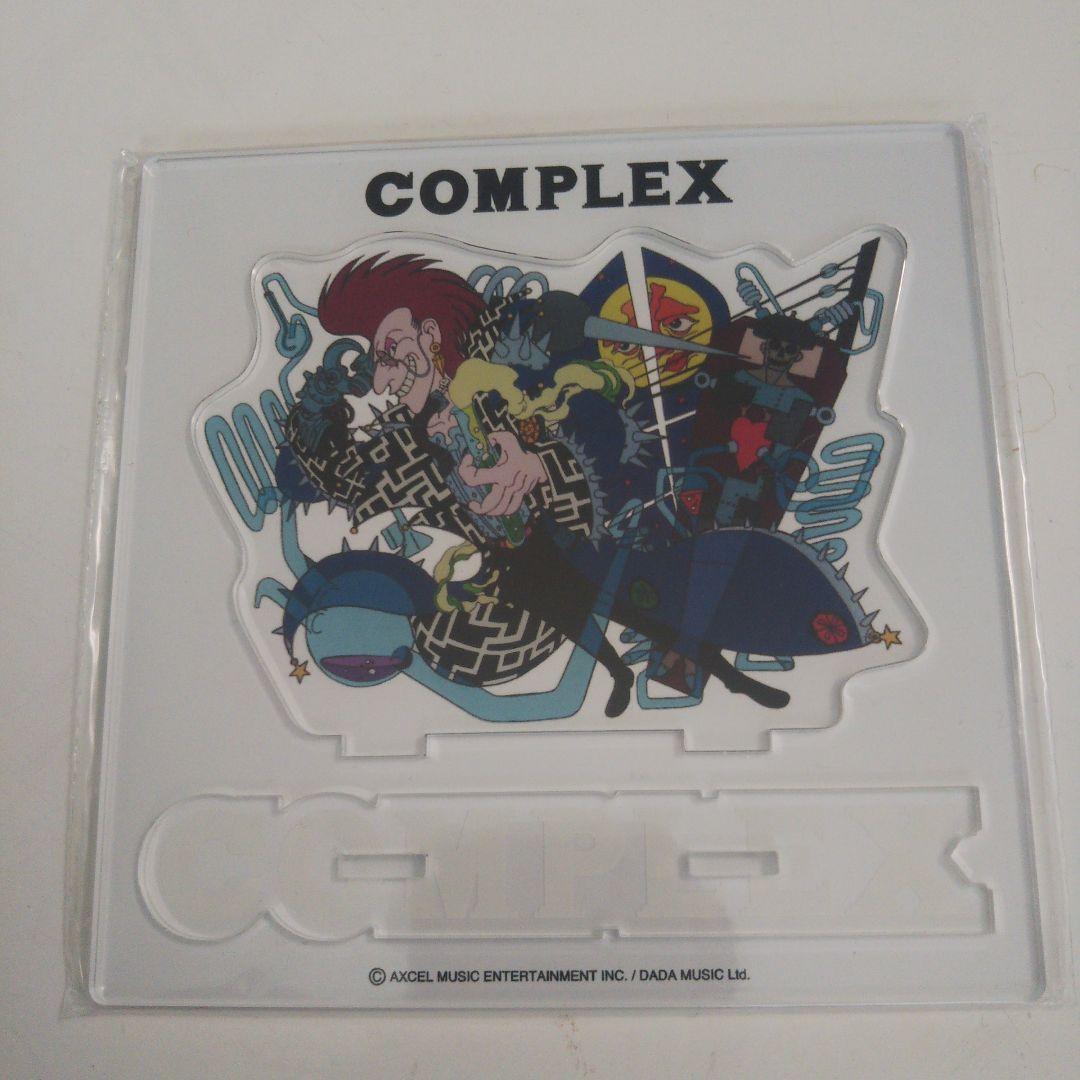 COMPLEX
COMPLEX
© AXCEL MUSIC ENTERTAINMENT INC. / DADA MUSIC Ltd.